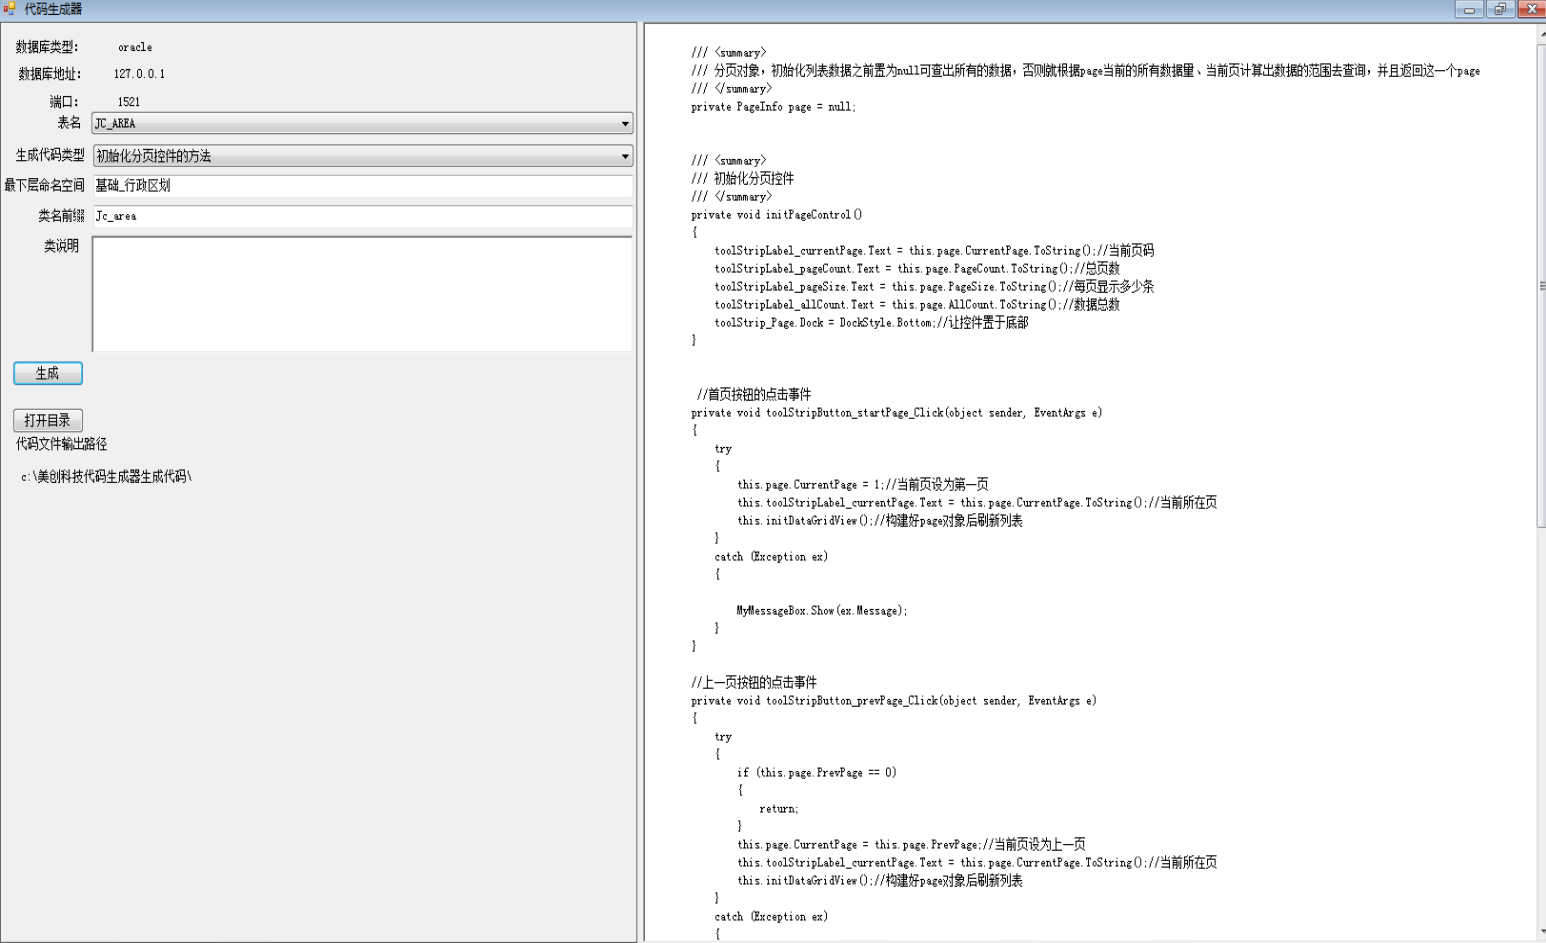 代码生成器
数据库类型: oracle
数据库地址: 127.0.0.1
端口: 1521
表名 JC_AREA
生成代码类型 初始化分页控件的方法
最下层命名空间 基础_行政区划
类名前缀 Jc_area
类说明
生成
打开目录
代码文件输出路径
c:\美创科技代码生成器生成代码\
/// <summary>
/// 分页对象，初始化列表数据之前置为null可查出所有的数据，否则就根据page当前的所有数据量、当前页计算出数据的范围去查询，并且返回这一个page
/// </summary>
private PageInfo page = null;
/// <summary>
/// 初始化分页控件
/// </summary>
private void initPageControl()
{
toolStripLabel_currentPage.Text = this.page.CurrentPage.ToString();//当前页码
toolStripLabel_pageCount.Text = this.page.PageCount.ToString();//总页数
toolStripLabel_pageSize.Text = this.page.PageSize.ToString();//每页显示多少条
toolStripLabel_allCount.Text = this.page.AllCount.ToString();//数据总数
toolStrip_Page.Dock = DockStyle.Bottom;//让控件置于底部
}
//首页按钮的点击事件
private void toolStripButton_startPage_Click(object sender, EventArgs e)
{
try
{
this.page.CurrentPage = 1;//当前页设为第一页
this.toolStripLabel_currentPage.Text = this.page.CurrentPage.ToString();//当前所在页
this.initDataGridView();//构建好page对象后刷新列表
}
catch (Exception ex)
{
MyMessageBox.Show(ex.Message);
}
}
//上一页按钮的点击事件
private void toolStripButton_prevPage_Click(object sender, EventArgs e)
{
try
{
if (this.page.PrevPage == 0)
{
return;
}
this.page.CurrentPage = this.page.PrevPage;//当前页设为上一页
this.toolStripLabel_currentPage.Text = this.page.CurrentPage.ToString();//当前所在页
this.initDataGridView();//构建好page对象后刷新列表
}
catch (Exception ex)
{